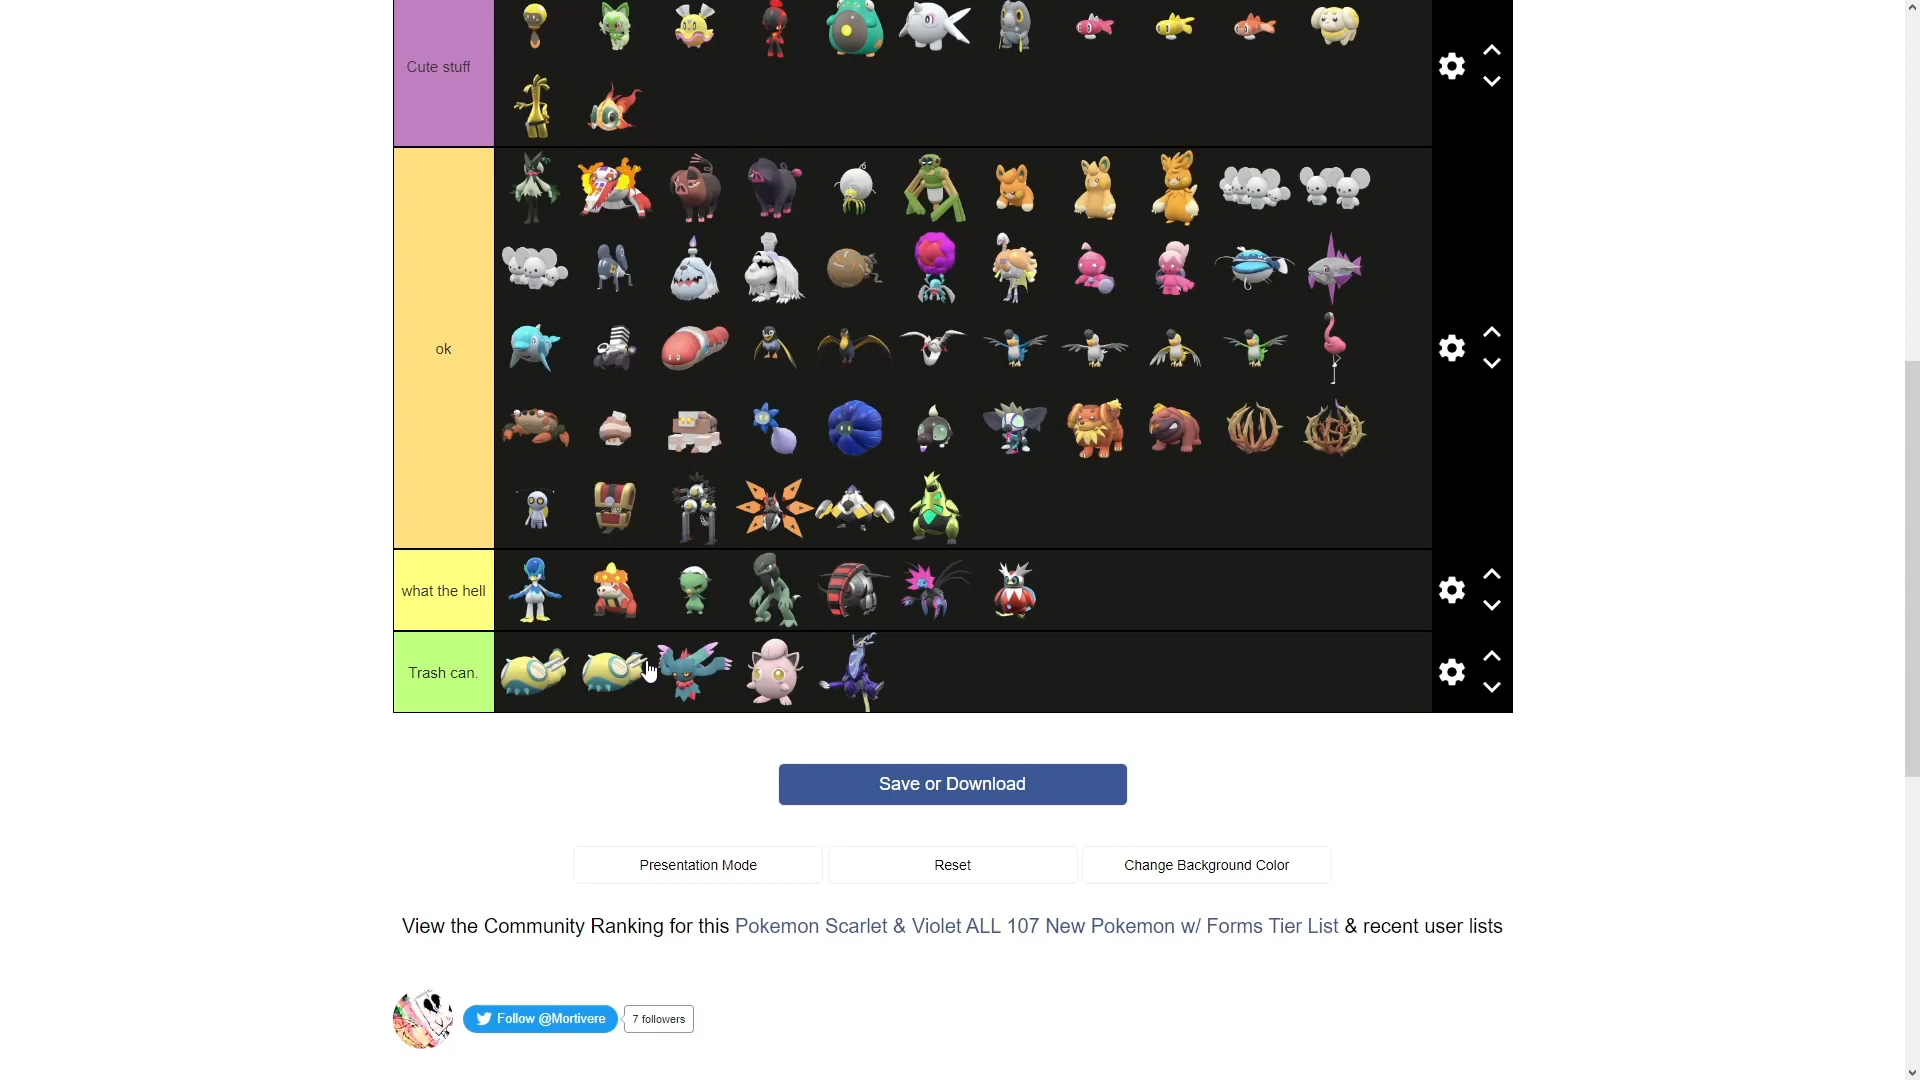 Cute stuff
ok
what the hell
Trash can.
Save or Download
Presentation Mode
Reset
Change Background Color
View the Community Ranking for this Pokemon Scarlet & Violet ALL 107 New Pokemon w/ Forms Tier List & recent user lists
Follow @Mortivere
7 followers